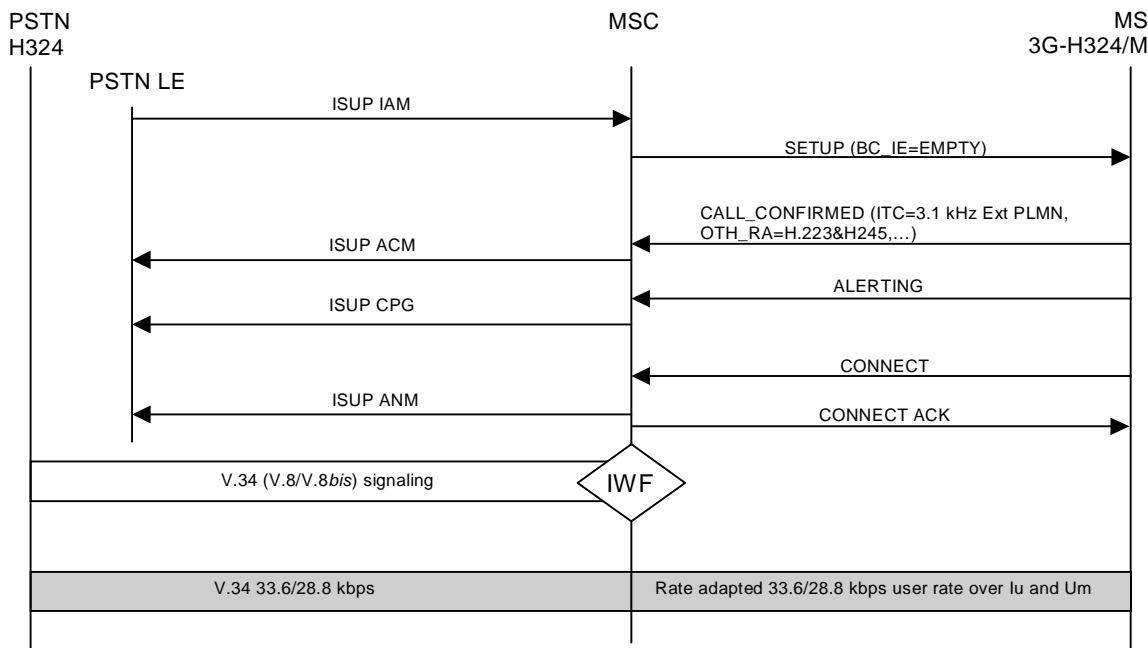 PSTN
H324
MSC
MS
3G-H324/M
PSTN LE
ISUP IAM
SETUP (BC_IE=EMPTY)
CALL_CONFIRMED (ITC=3.1 kHz Ext PLMN,
OTH_RA=H.223&H245,…)
ISUP ACM
ALERTING
ISUP CPG
CONNECT
ISUP ANM
CONNECT ACK
V.34 (V.8/V.8bis) signaling
IWF
V.34 33.6/28.8 kbps
Rate adapted 33.6/28.8 kbps user rate over Iu and Um